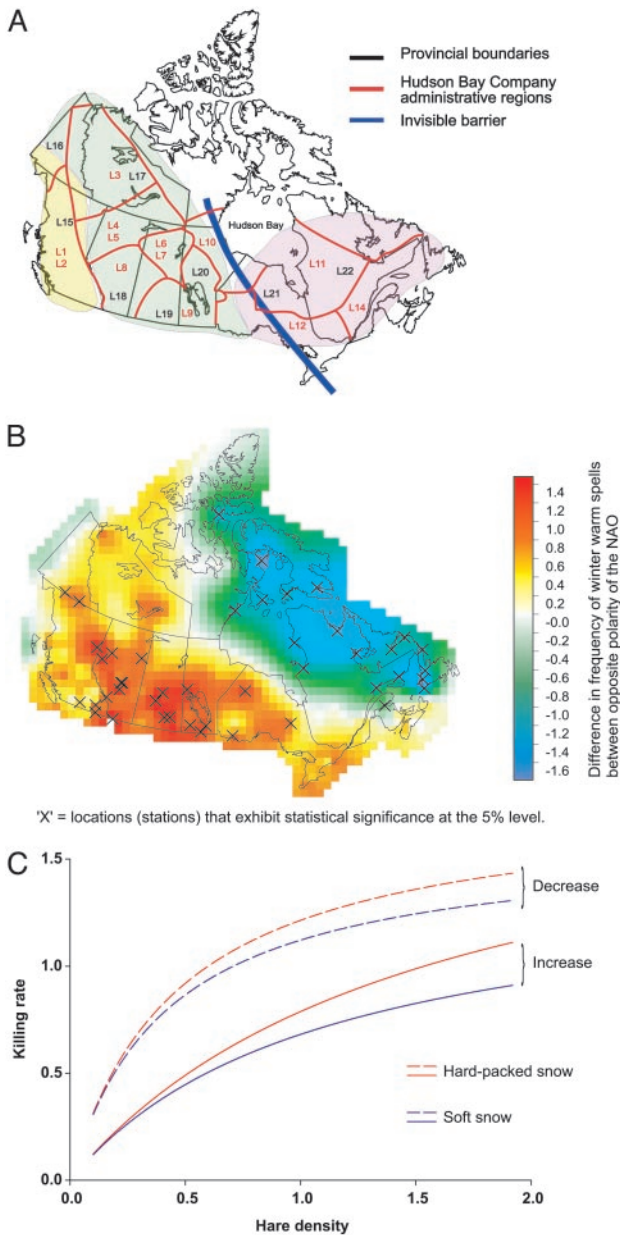 A
Provincial boundaries
Hudson Bay Company
administrative regions
Invisible barrier
L16
L3
L17
Hudson Bay
L15
L4
L5
L6
L7
L10
L1
L2
L8
L20
L11
L22
L21
L18
L19
L9
L12
L14
B
1.4
1.2
1.0
0.8
0.6
0.4
0.2
-0.0
-0.2
-0.4
-0.6
-0.8
-1.0
-1.2
-1.4
-1.6
Difference in frequency of winter warm spells
between opposite polarity of the NAO
'X' = locations (stations) that exhibit statistical significance at the 5% level.
C
1.5
1.0
0.5
0.0
Killing rate
Decrease
Increase
Hard-packed snow
Soft snow
0.0 0.5 1.0 1.5 2.0
Hare density